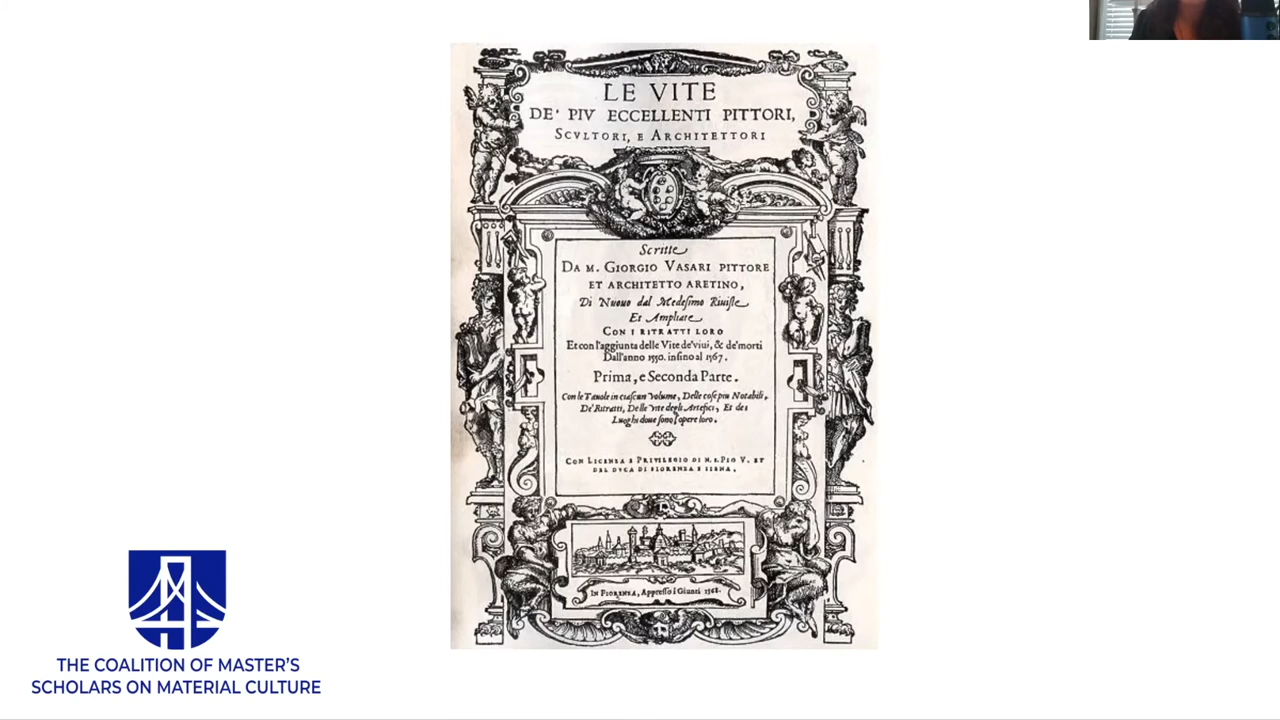 LE VITE
DE' PIV ECCELLENTI PITTORI,
SCVLTORI, E ARCHITETTORI
Scritte
DA M. GIORGIO VASARI PITTORE
ET ARCHITETTO ARETINO,
Di Nuouo dal Medesimo Riuiste
Et Ampliate
CON I RITRATTI LORO
Et con l'aggiunta delle Vite de' viui, & de' morti
Dall'anno 1550. infino al 1567.
Prima, e Seconda Parte.
Con le Tauole in ciascun volume, Delle cose piu Notabili,
De' Ritratti, Delle vite degli Artefici, Et dei
Luoghi doue sono l'opere loro.
CON LICENZA E PRIVILEGIO DI N. S. PIO V. ET
DEL DVCA DI FIORENZA E SIENA.
IN FIORENZA, Appresso i Giunti 1568.
THE COALITION OF MASTER'S
SCHOLARS ON MATERIAL CULTURE